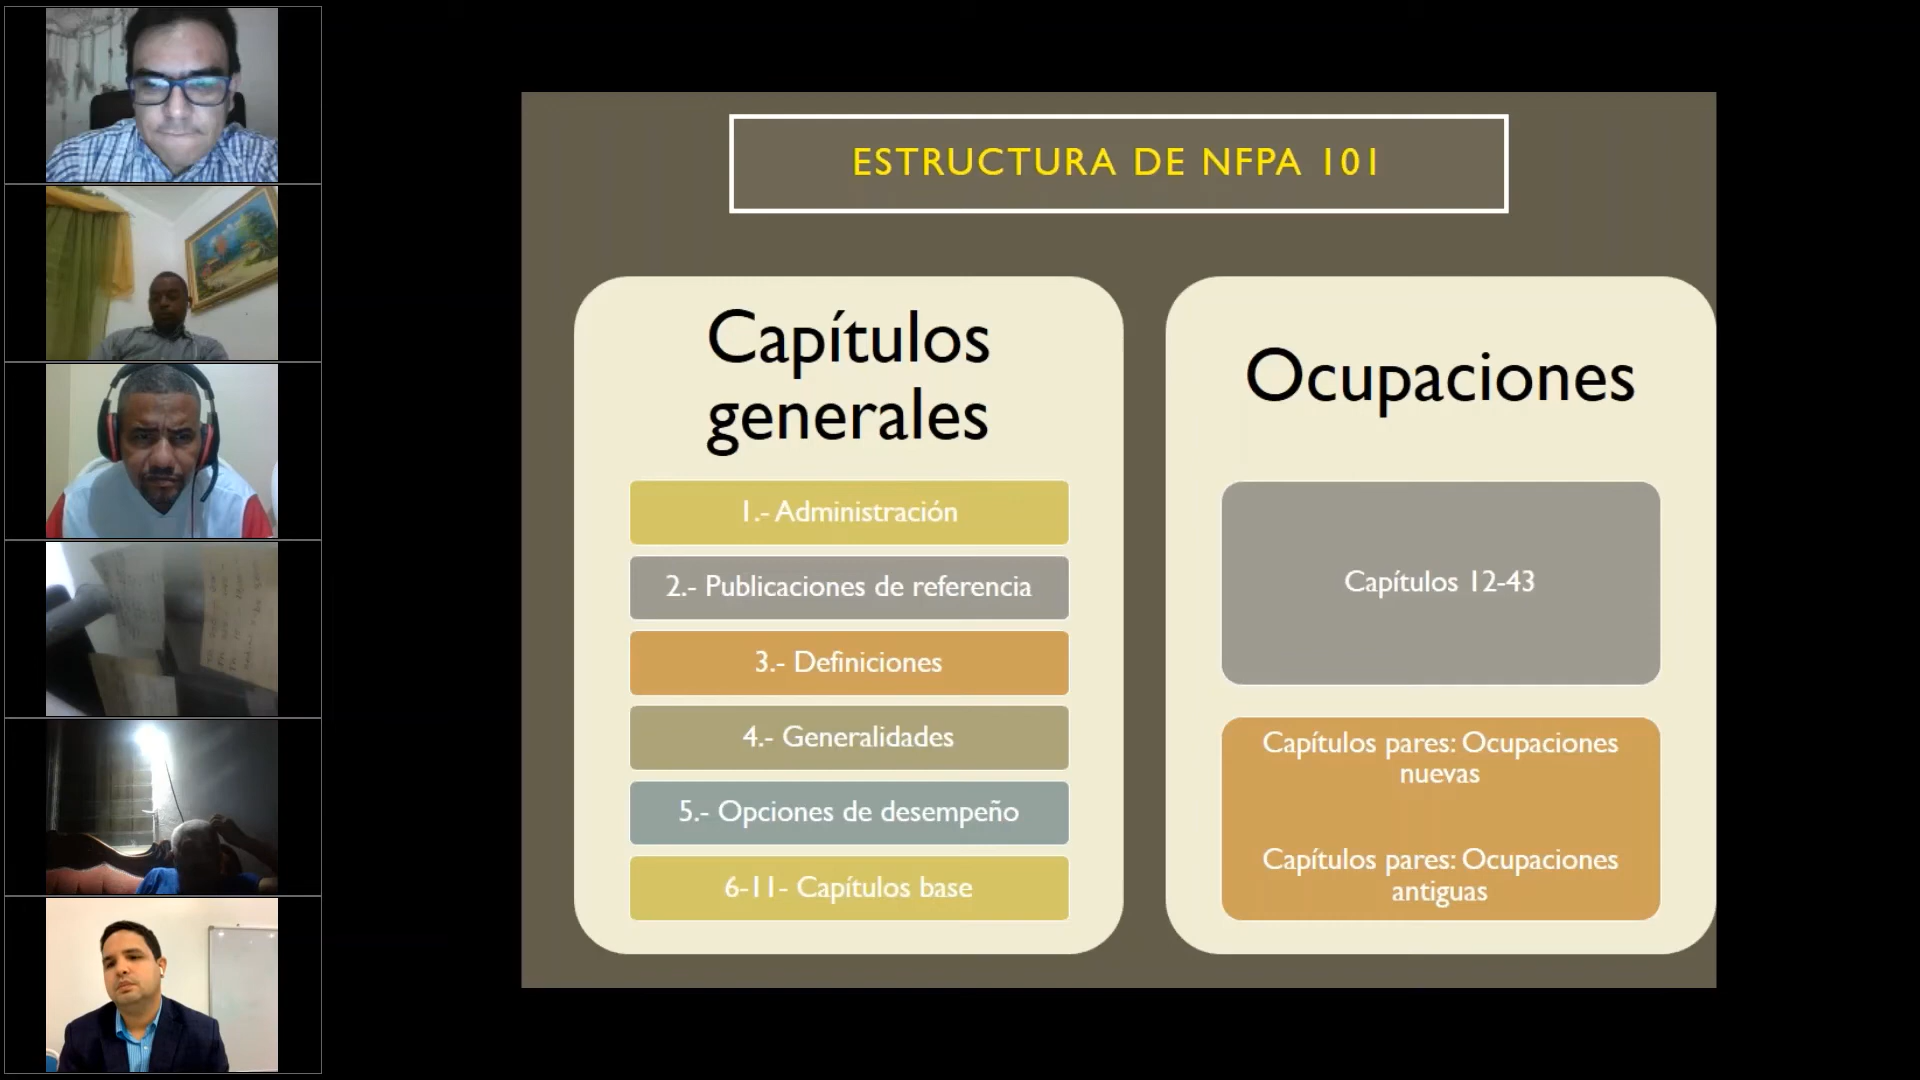 ESTRUCTURA DE NFPA 101
Capítulos
generales
1.- Administración
2.- Publicaciones de referencia
3.- Definiciones
4.- Generalidades
5.- Opciones de desempeño
6-11- Capítulos base
Ocupaciones
Capítulos 12-43
Capítulos pares: Ocupaciones
nuevas
Capítulos pares: Ocupaciones
antiguas